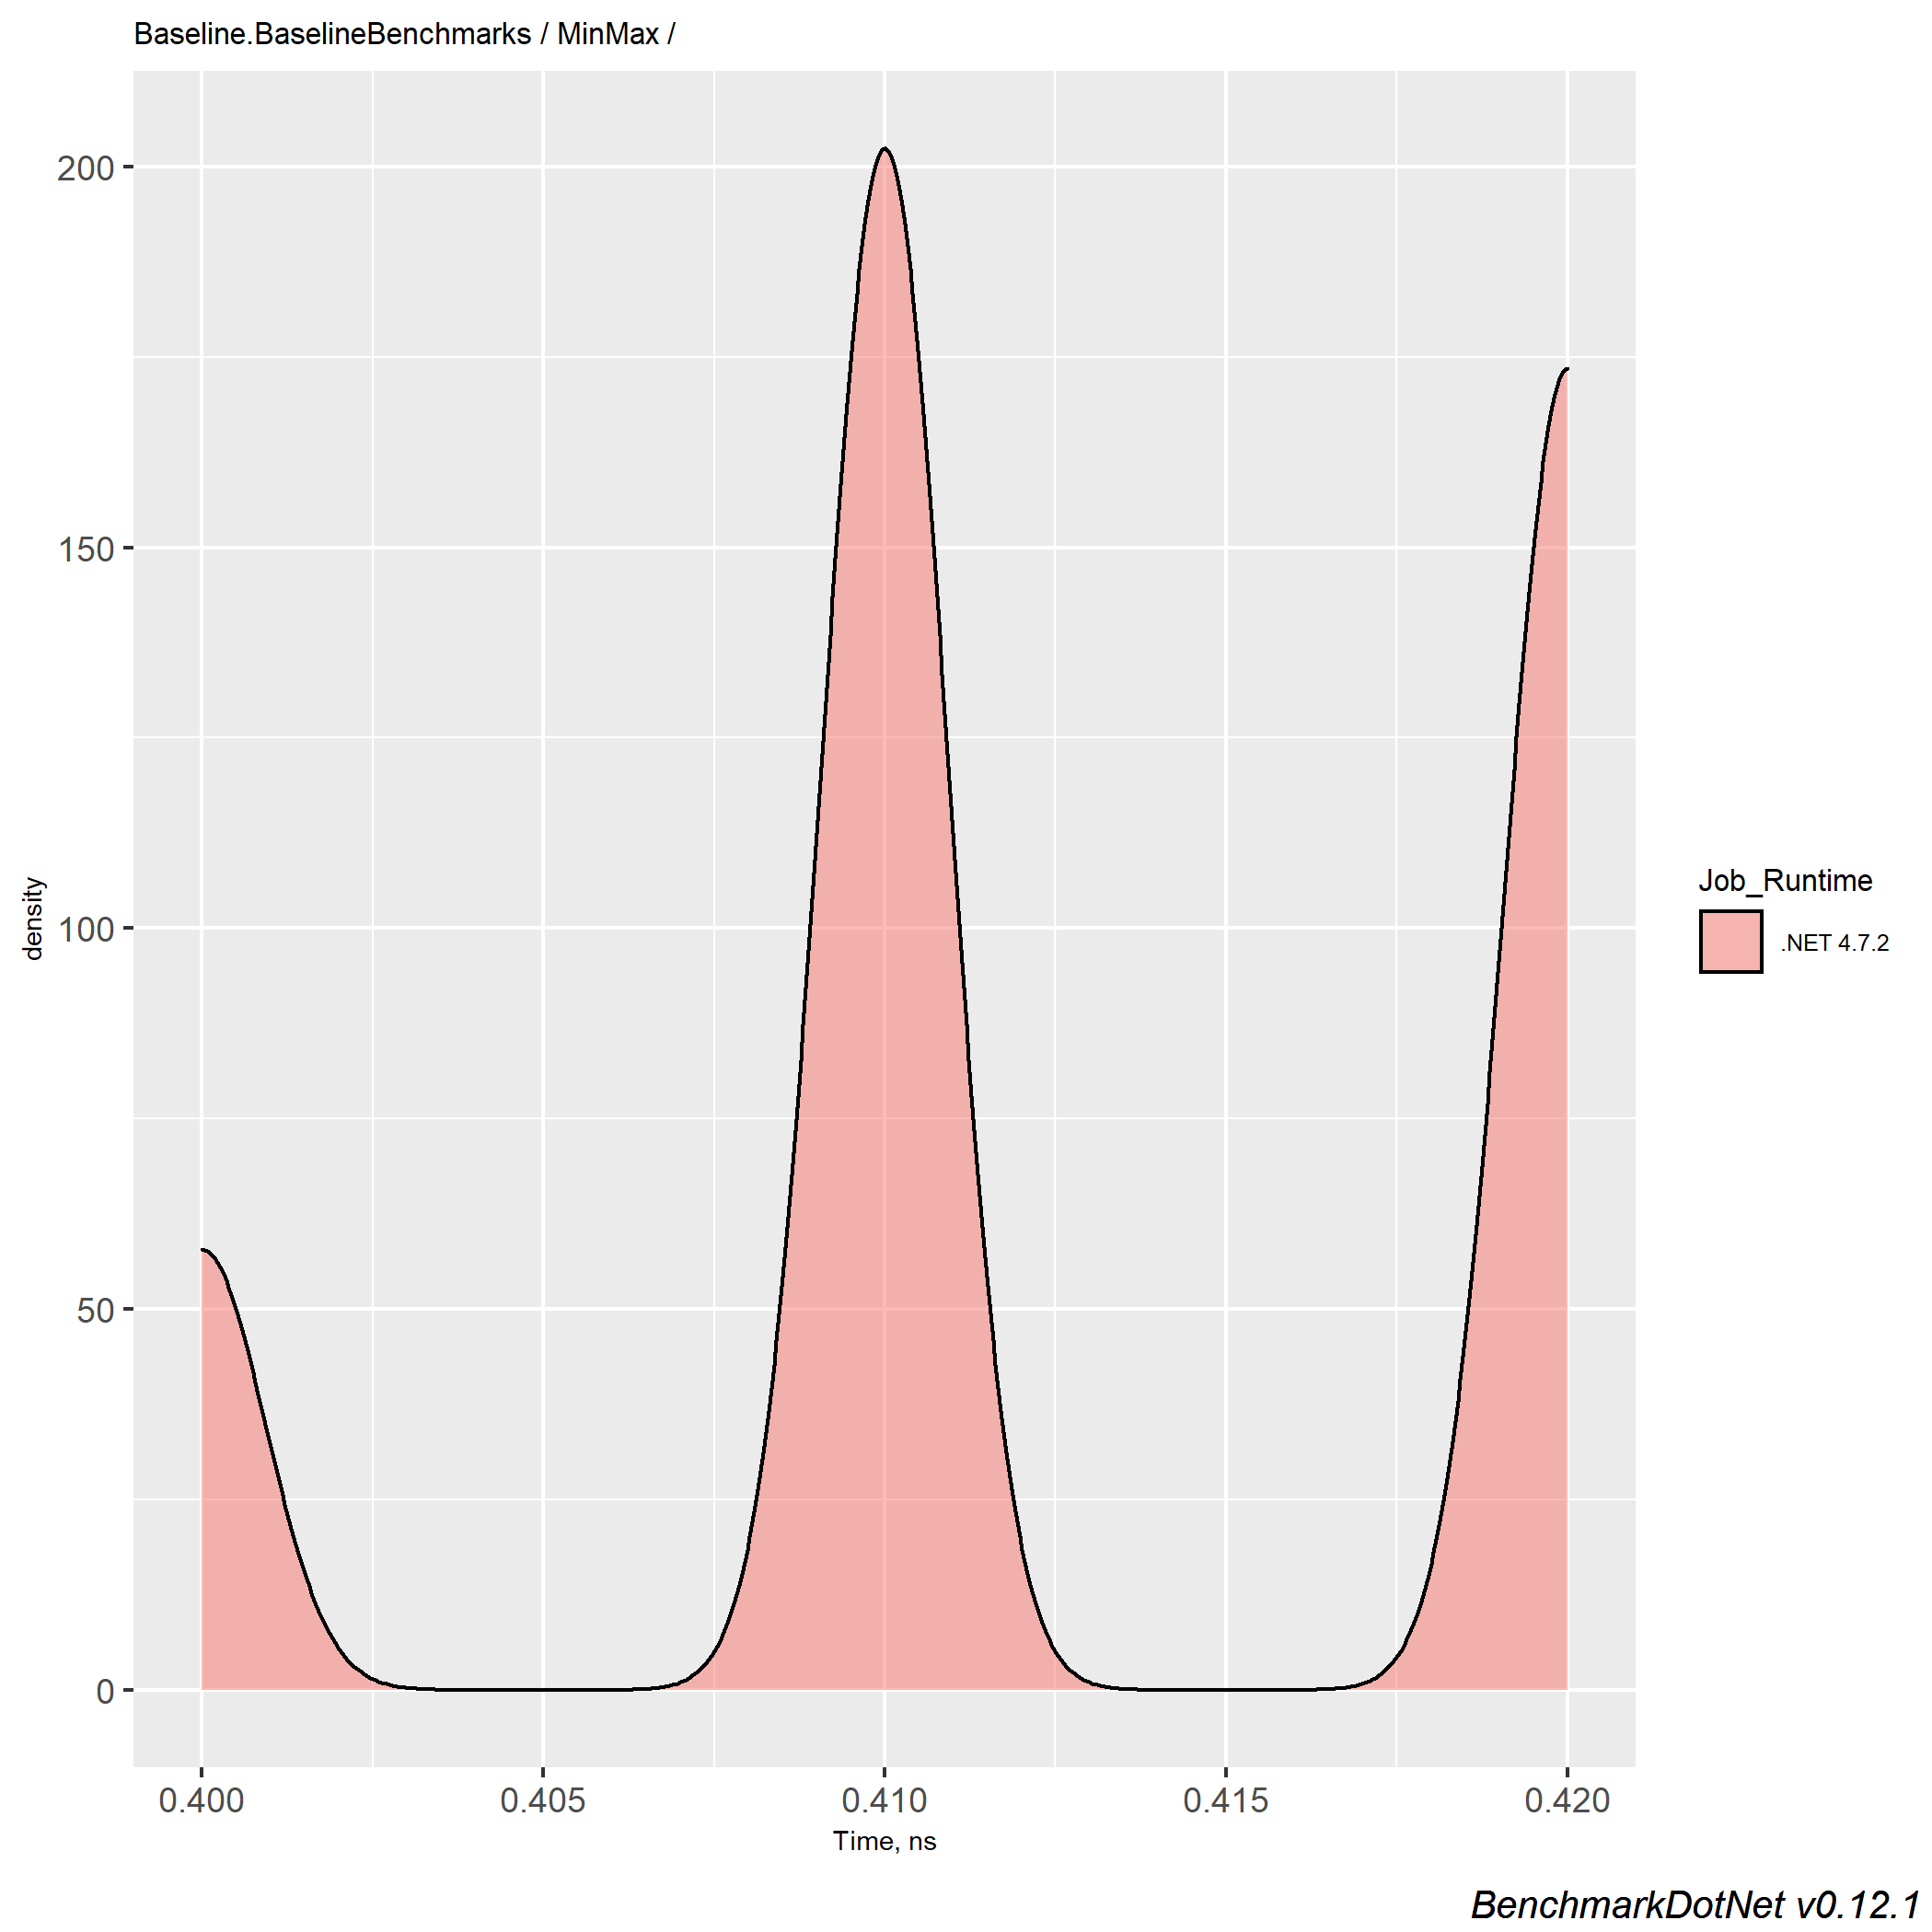 Baseline.BaselineBenchmarks / MinMax /
200
150
100
50
0
density
0.400 0.405 0.410 0.415 0.420
Time, ns
Job_Runtime
.NET 4.7.2
BenchmarkDotNet v0.12.1